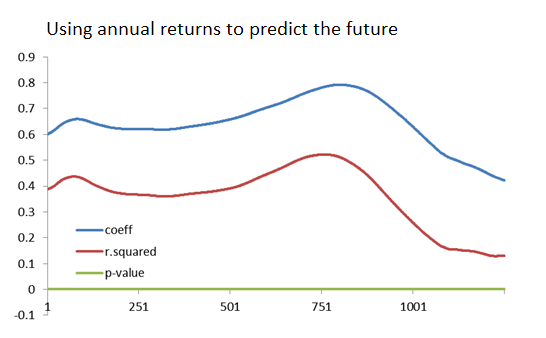 Using annual returns to predict the future
0.9
0.8
0.7
0.6
0.5
0.4
0.3
0.2
coeff
r.squared
0.1
p-value
0
1 251 501 751 1001
-0.1